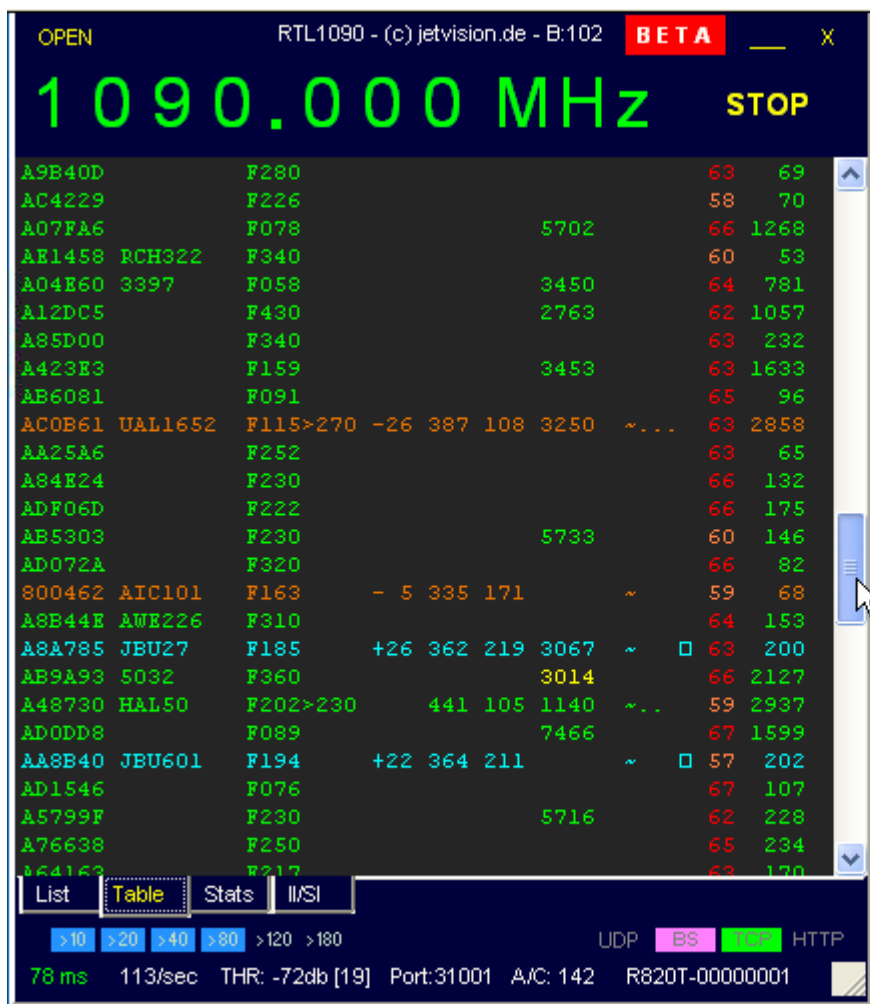 OPEN RTL1090 - (c) jetvision.de - B:102 BETA __ X
1090.000 MHz STOP
A9B40D F280 63 69
AC4229 F226 58 70
A07FA6 F078 5702 66 1268
AE1458 RCH322 F340 60 53
A04E60 3397 F058 3450 64 781
A12DC5 F430 2763 62 1057
A85D00 F340 63 232
A423E3 F159 3453 63 1633
AB6081 F091 65 96
AC0B61 UAL1652 F115>270 -26 387 108 3250 ~... 63 2858
AA25A6 F252 63 65
A84E24 F230 66 132
ADF06D F222 66 175
AB5303 F230 5733 60 146
AD072A F320 66 82
800462 AIC101 F163 - 5 335 171 ~ 59 68
A8B44E AWE226 F310 64 153
A8A785 JBU27 F185 +26 362 219 3067 ~ □ 63 200
AB9A93 5032 F360 3014 66 2127
A48730 HAL50 F202>230 441 105 1140 ~.. 59 2937
AD0DD8 F089 7466 67 1599
AA8B40 JBU601 F194 +22 364 211 ~ □ 57 202
AD1546 F076 67 107
A5799F F230 5716 62 228
A76638 F250 65 234
A64163 F217 63 170
List Table Stats II/SI
>10 >20 >40 >80 >120 >180 UDP BS TCP HTTP
78 ms 113/sec THR: -72db [19] Port:31001 A/C: 142 R820T-00000001